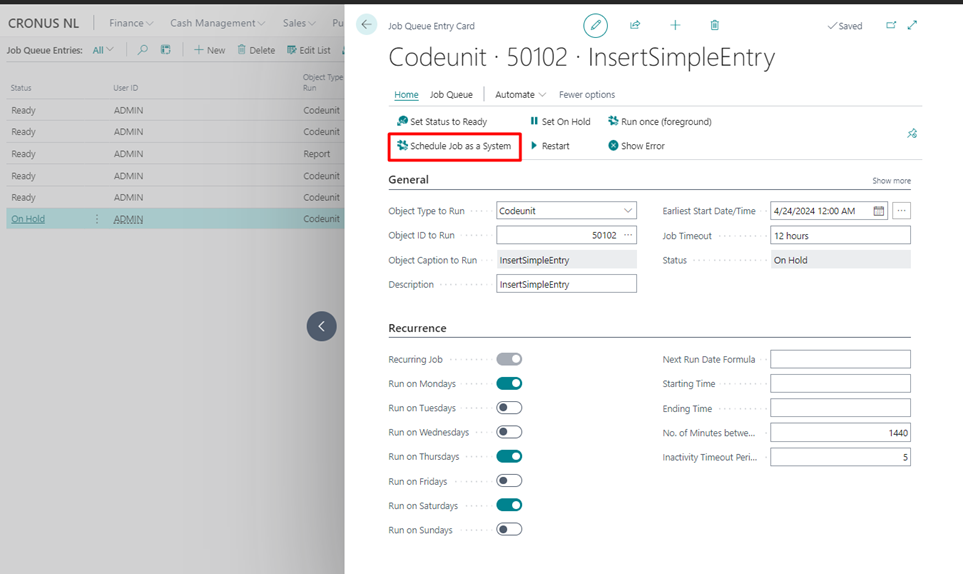 CRONUS NL
Finance
Cash Management
Sales
Pu
Job Queue Entries:
All
New
Delete
Edit List
Status
User ID
Object Type
Run
Ready
ADMIN
Codeunit
Ready
ADMIN
Codeunit
Ready
ADMIN
Report
Ready
ADMIN
Codeunit
Ready
ADMIN
Codeunit
On Hold
ADMIN
Codeunit
Job Queue Entry Card
Saved
Codeunit · 50102 · InsertSimpleEntry
Home
Job Queue
Automate
Fewer options
Set Status to Ready
Set On Hold
Run once (foreground)
Schedule Job as a System
Restart
Show Error
General
Show more
Object Type to Run
Codeunit
Object ID to Run
50102
Object Caption to Run
InsertSimpleEntry
Description
InsertSimpleEntry
Earliest Start Date/Time
4/24/2024 12:00 AM
Job Timeout
12 hours
Status
On Hold
Recurrence
Recurring Job
Run on Mondays
Run on Tuesdays
Run on Wednesdays
Run on Thursdays
Run on Fridays
Run on Saturdays
Run on Sundays
Next Run Date Formula
Starting Time
Ending Time
No. of Minutes betwe...
1440
Inactivity Timeout Peri...
5